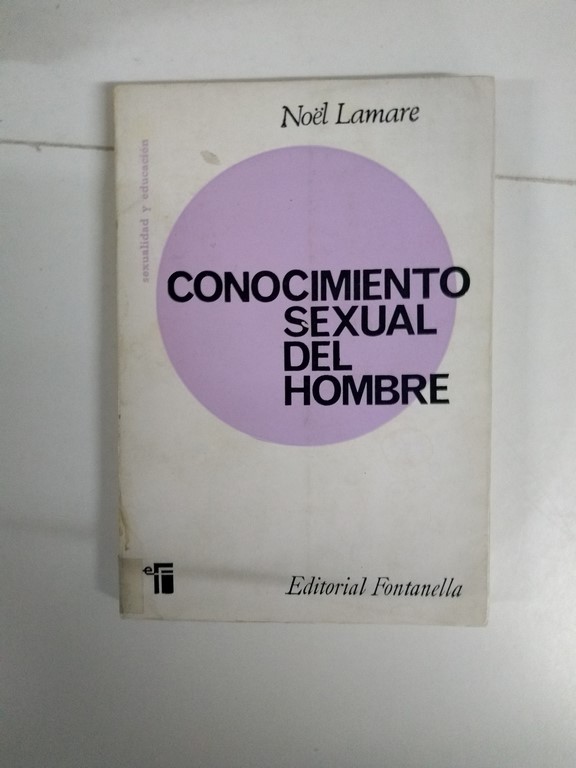 Noël Lamare
sexualidad y educación
CONOCIMIENTO
SEXUAL
DEL
HOMBRE
Editorial Fontanella